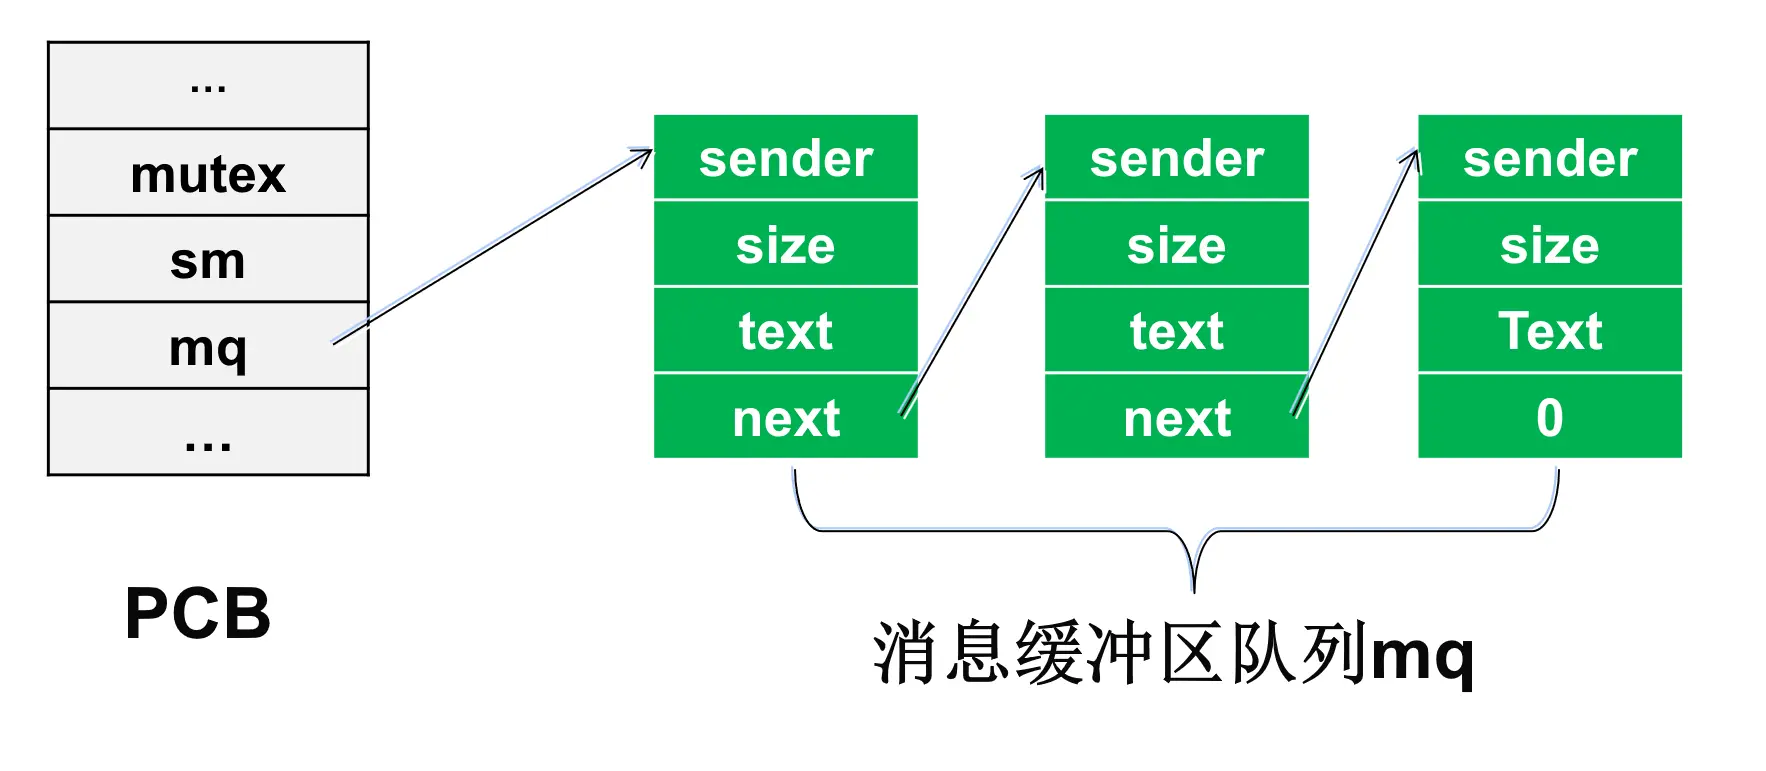 ...
mutex
sm
mq
...
PCB
sender
size
text
next
sender
size
text
next
sender
size
Text
0
消息缓冲区队列mq